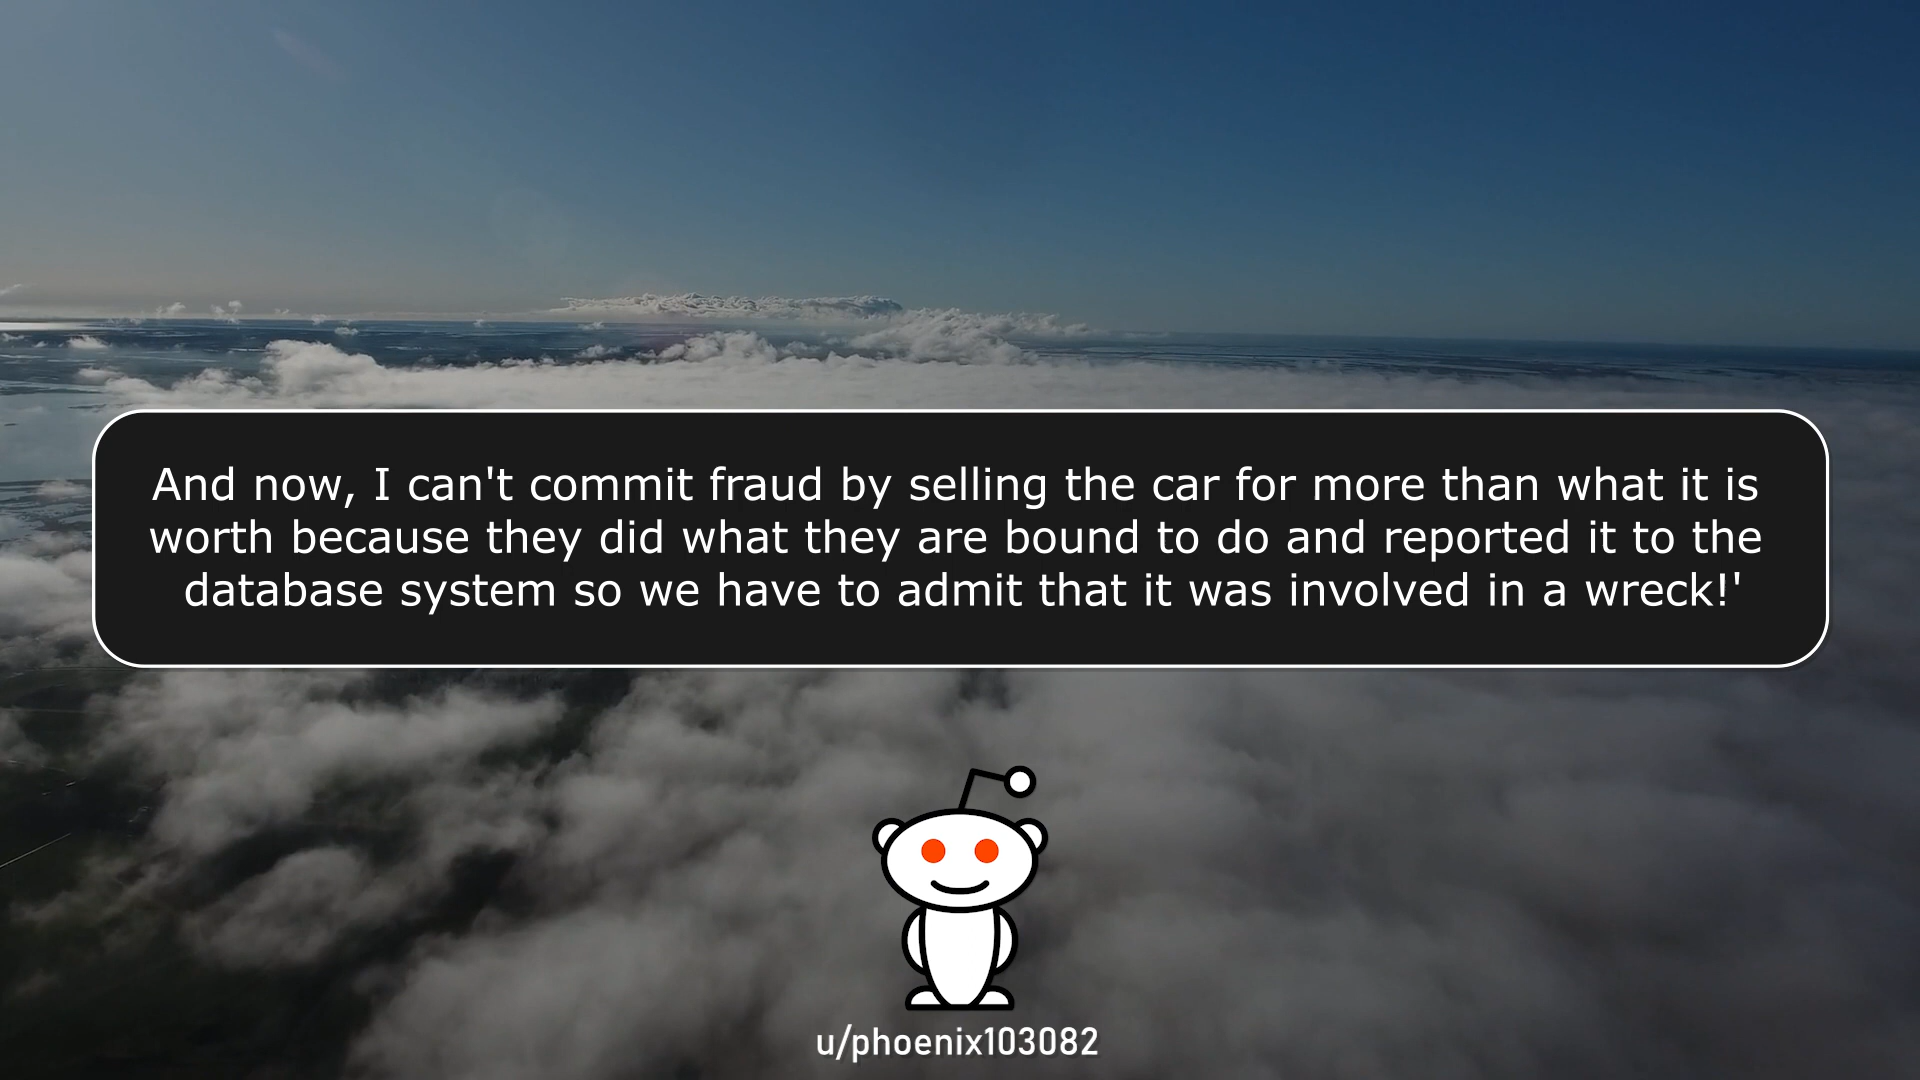 And now, I can't commit fraud by selling the car for more than what it is
worth because they did what they are bound to do and reported it to the
database system so we have to admit that it was involved in a wreck!'
u/phoenix103082